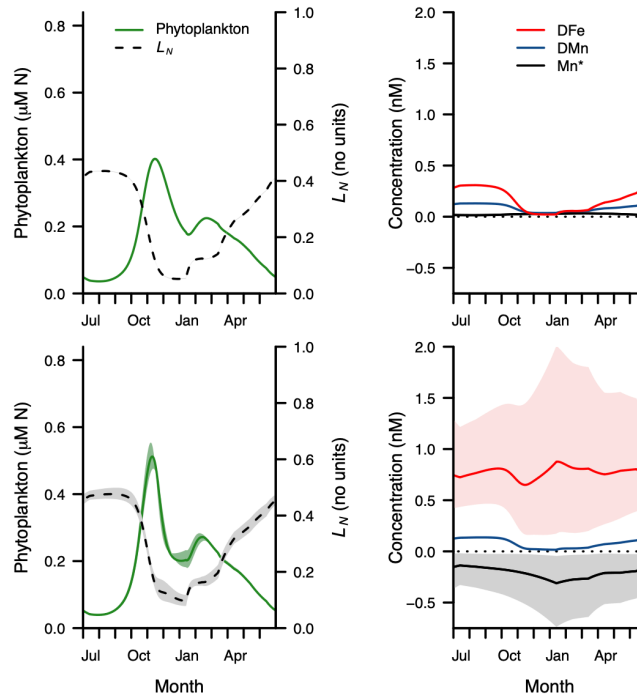 Phytoplankton (µM N)
0.8
0.6
0.4
0.2
0.0
Phytoplankton
L_N
1.0
0.8
0.6
0.4
0.2
0.0
L_N (no units)
Jul Oct Jan Apr
Concentration (nM)
2.0
1.5
1.0
0.5
0.0
−0.5
DFe
DMn
Mn*
Jul Oct Jan Apr
Phytoplankton (µM N)
0.8
0.6
0.4
0.2
0.0
1.0
0.8
0.6
0.4
0.2
0.0
L_N (no units)
Jul Oct Jan Apr
Month
Concentration (nM)
2.0
1.5
1.0
0.5
0.0
−0.5
Jul Oct Jan Apr
Month